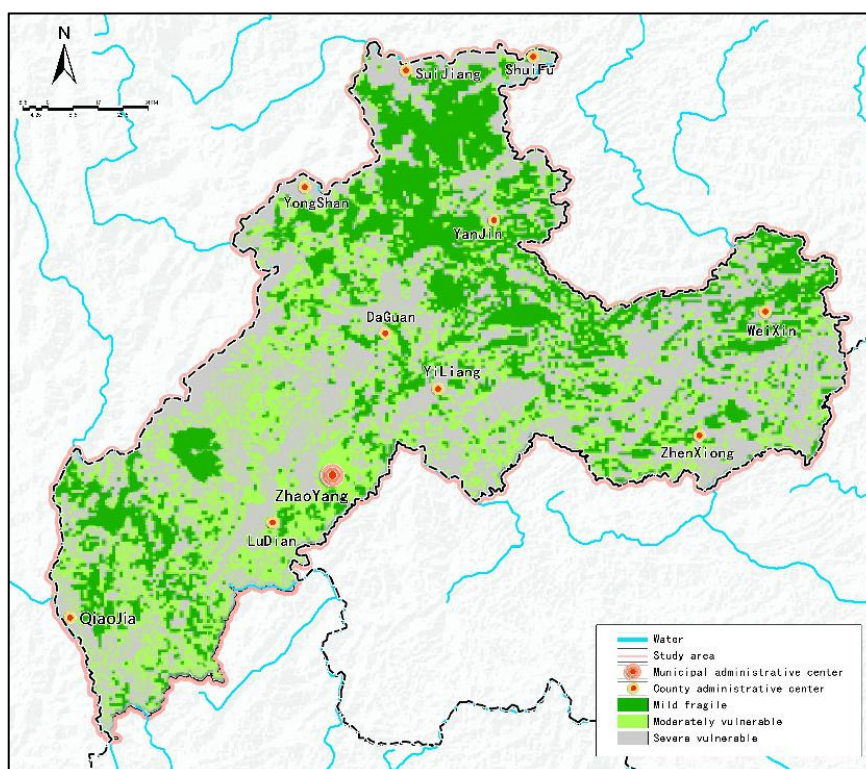 N
SuiJiang
ShuiFu
YongShan
YanJin
DaGuan
WeiXin
YiLiang
ZhenXiong
ZhaoYang
LuDian
QiaoJia
Water
Study area
Municipal administrative center
County administrative center
Mild fragile
Moderately vulnerable
Severe vulnerable